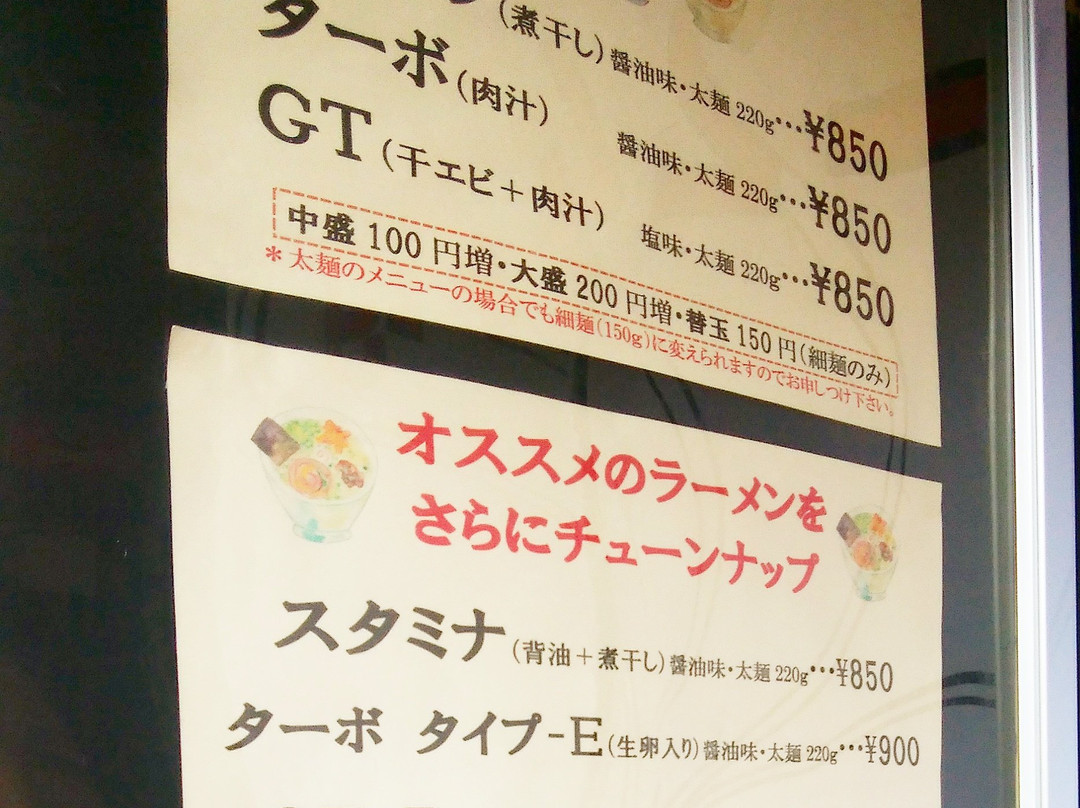 (煮干し) 醤油味・太麺 220g…¥850
ターボ (肉汁) 醤油味・太麺 220g…¥850
GT (干エビ+肉汁) 塩味・太麺 220g…¥850
中盛 100 円増・大盛 200 円増・替玉 150 円(細麺のみ)
*太麺のメニューの場合でも細麺(150g)に変えられますのでお申しつけ下さい。
オススメのラーメンを
さらにチューンナップ
スタミナ (背油+煮干し) 醤油味・太麺 220g…¥850
ターボ タイプ-E (生卵入り) 醤油味・太麺 220g…¥900